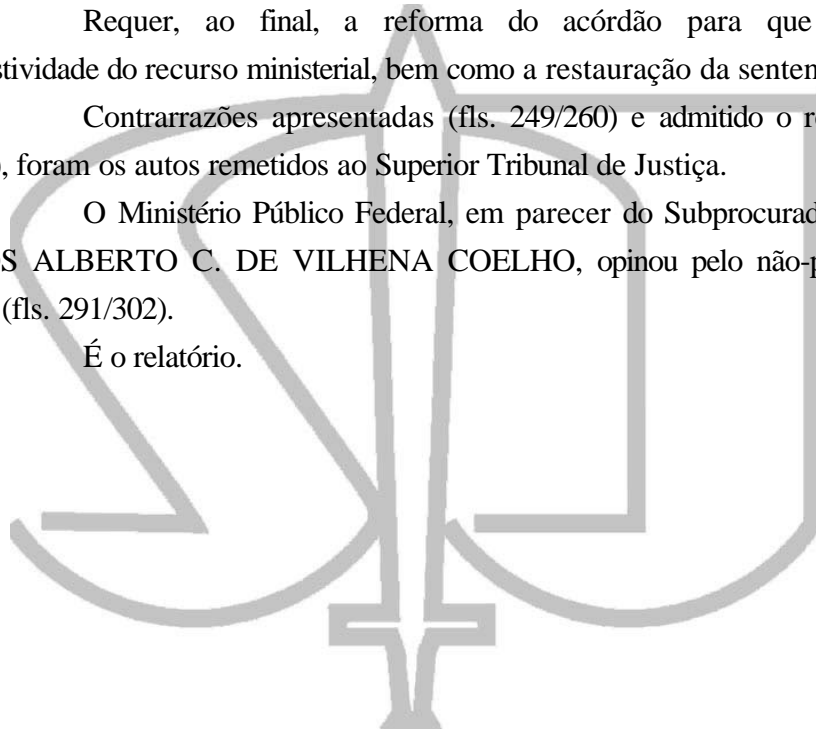 Requer, ao final, a reforma do acórdão para que
stividade do recurso ministerial, bem como a restauração da senten
Contrarrazões apresentadas (fls. 249/260) e admitido o r
), foram os autos remetidos ao Superior Tribunal de Justiça.
O Ministério Público Federal, em parecer do Subprocurad
S ALBERTO C. DE VILHENA COELHO, opinou pelo não-p
(fls. 291/302).
É o relatório.